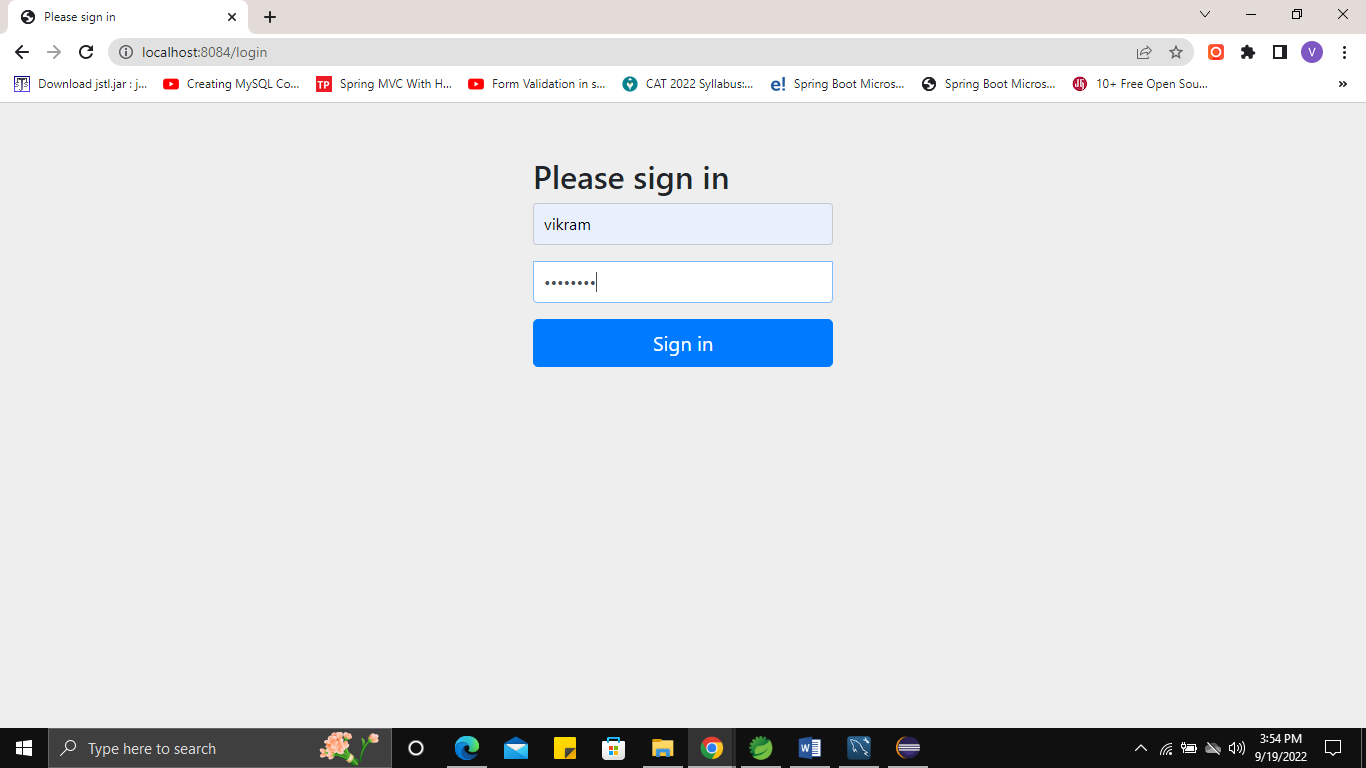 Please sign in
localhost:8084/login
V
Download jstl.jar : j... Creating MySQL Co... TP Spring MVC With H... Form Validation in s... CAT 2022 Syllabus:... e! Spring Boot Micros... Spring Boot Micros... 10+ Free Open Sou... »
Please sign in
vikram
••••••••
Sign in
Type here to search
3:54 PM
9/19/2022